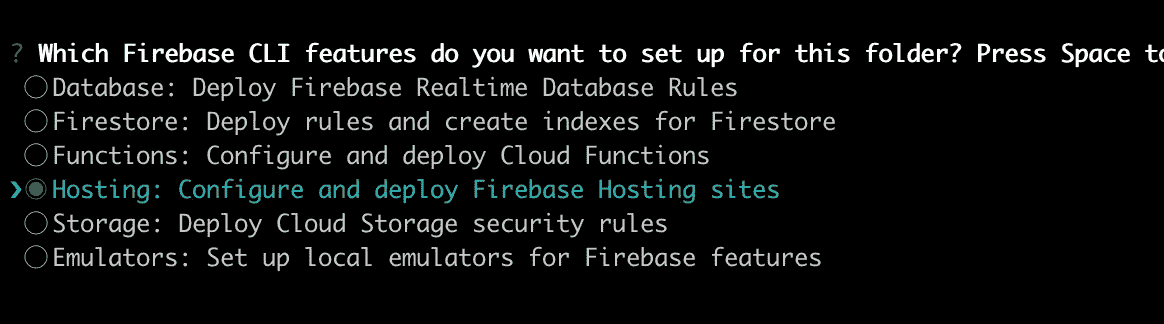 ? Which Firebase CLI features do you want to set up for this folder? Press Space
Database: Deploy Firebase Realtime Database Rules
Firestore: Deploy rules and create indexes for Firestore
Functions: Configure and deploy Cloud Functions
❯ Hosting: Configure and deploy Firebase Hosting sites
Storage: Deploy Cloud Storage security rules
Emulators: Set up local emulators for Firebase features